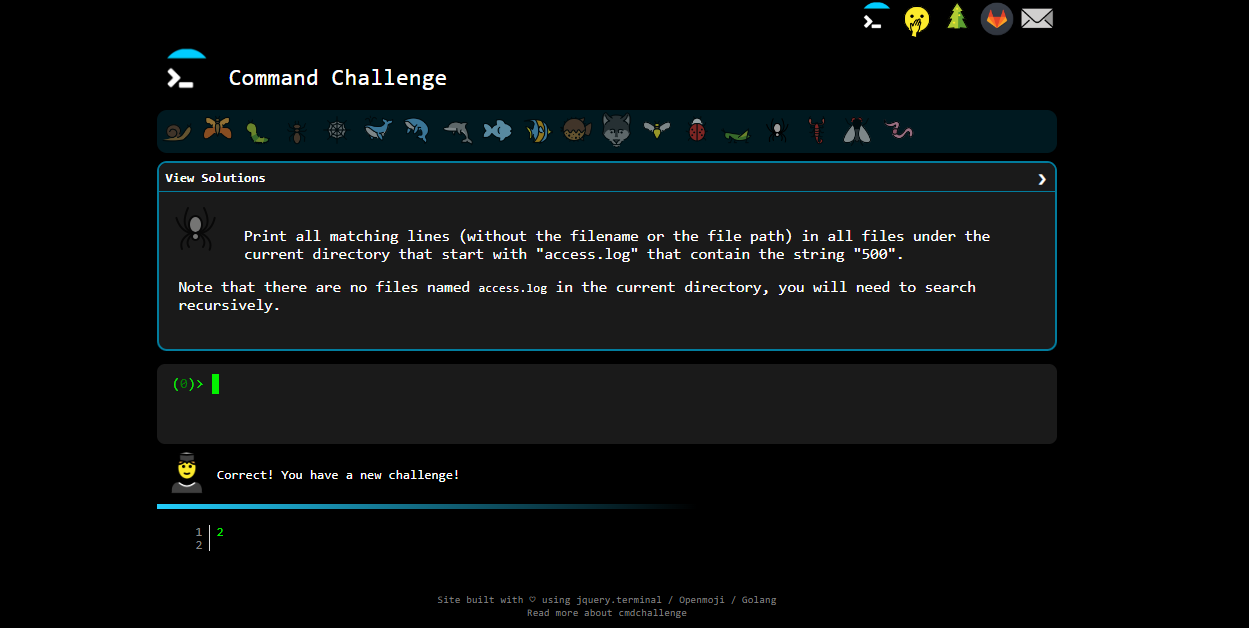 Command Challenge
View Solutions
Print all matching lines (without the filename or the file path) in all files under the
current directory that start with "access.log" that contain the string "500".
Note that there are no files named access.log in the current directory, you will need to search
recursively.
(0)>
Correct! You have a new challenge!
1 2
2
Site built with ♡ using jquery.terminal / Openmoji / Golang
Read more about cmdchallenge